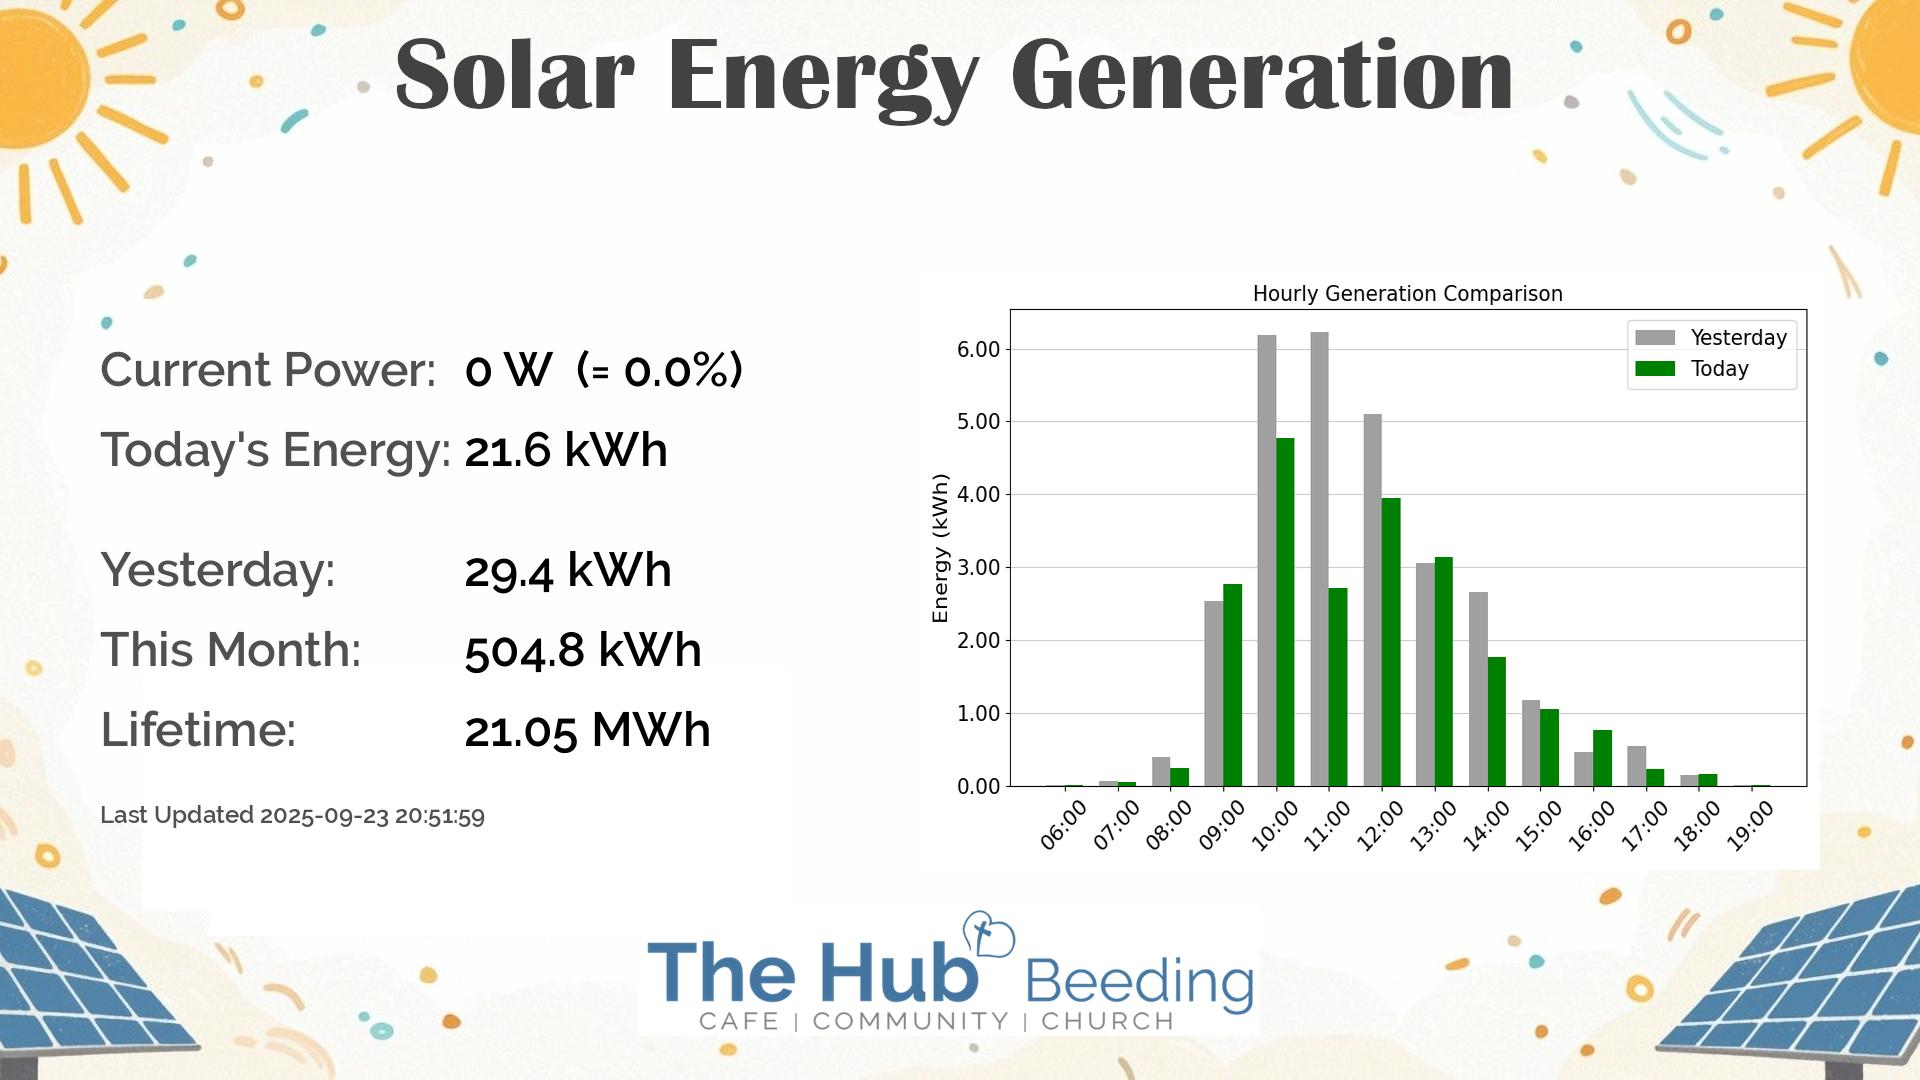 Solar Energy Generation
Current Power: 0 W (= 0.0%)
Today's Energy: 21.6 kWh
Yesterday: 29.4 kWh
This Month: 504.8 kWh
Lifetime: 21.05 MWh
Last Updated 2025-09-23 20:51:59
Hourly Generation Comparison
Yesterday
Today
Energy (kWh)
6.00
5.00
4.00
3.00
2.00
1.00
0.00
06:00 07:00 08:00 09:00 10:00 11:00 12:00 13:00 14:00 15:00 16:00 17:00 18:00 19:00
The Hub Beeding
CAFE | COMMUNITY | CHURCH